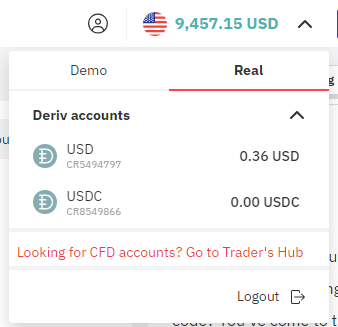 9,457.15 USD
Demo Real
Deriv accounts
USD 0.36 USD
CR5494797
USDC 0.00 USDC
CR8549866
Looking for CFD accounts? Go to Trader's Hub
Logout